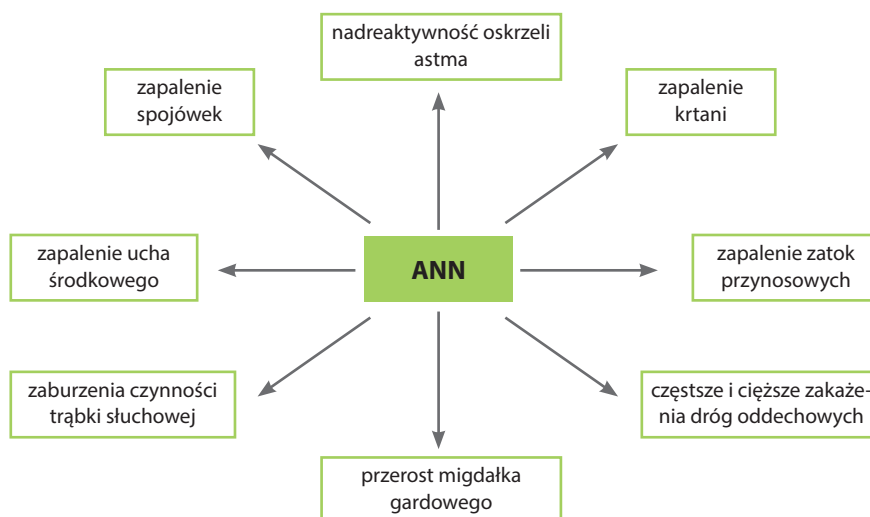 nadreaktywność oskrzeli
astma
zapalenie
spojówek
zapalenie
krtani
zapalenie ucha
środkowego
ANN
zapalenie zatok
przynosowych
zaburzenia czynności
trąbki słuchowej
częstsze i cięższe zakaże-
nia dróg oddechowych
przerost migdałka
gardowego